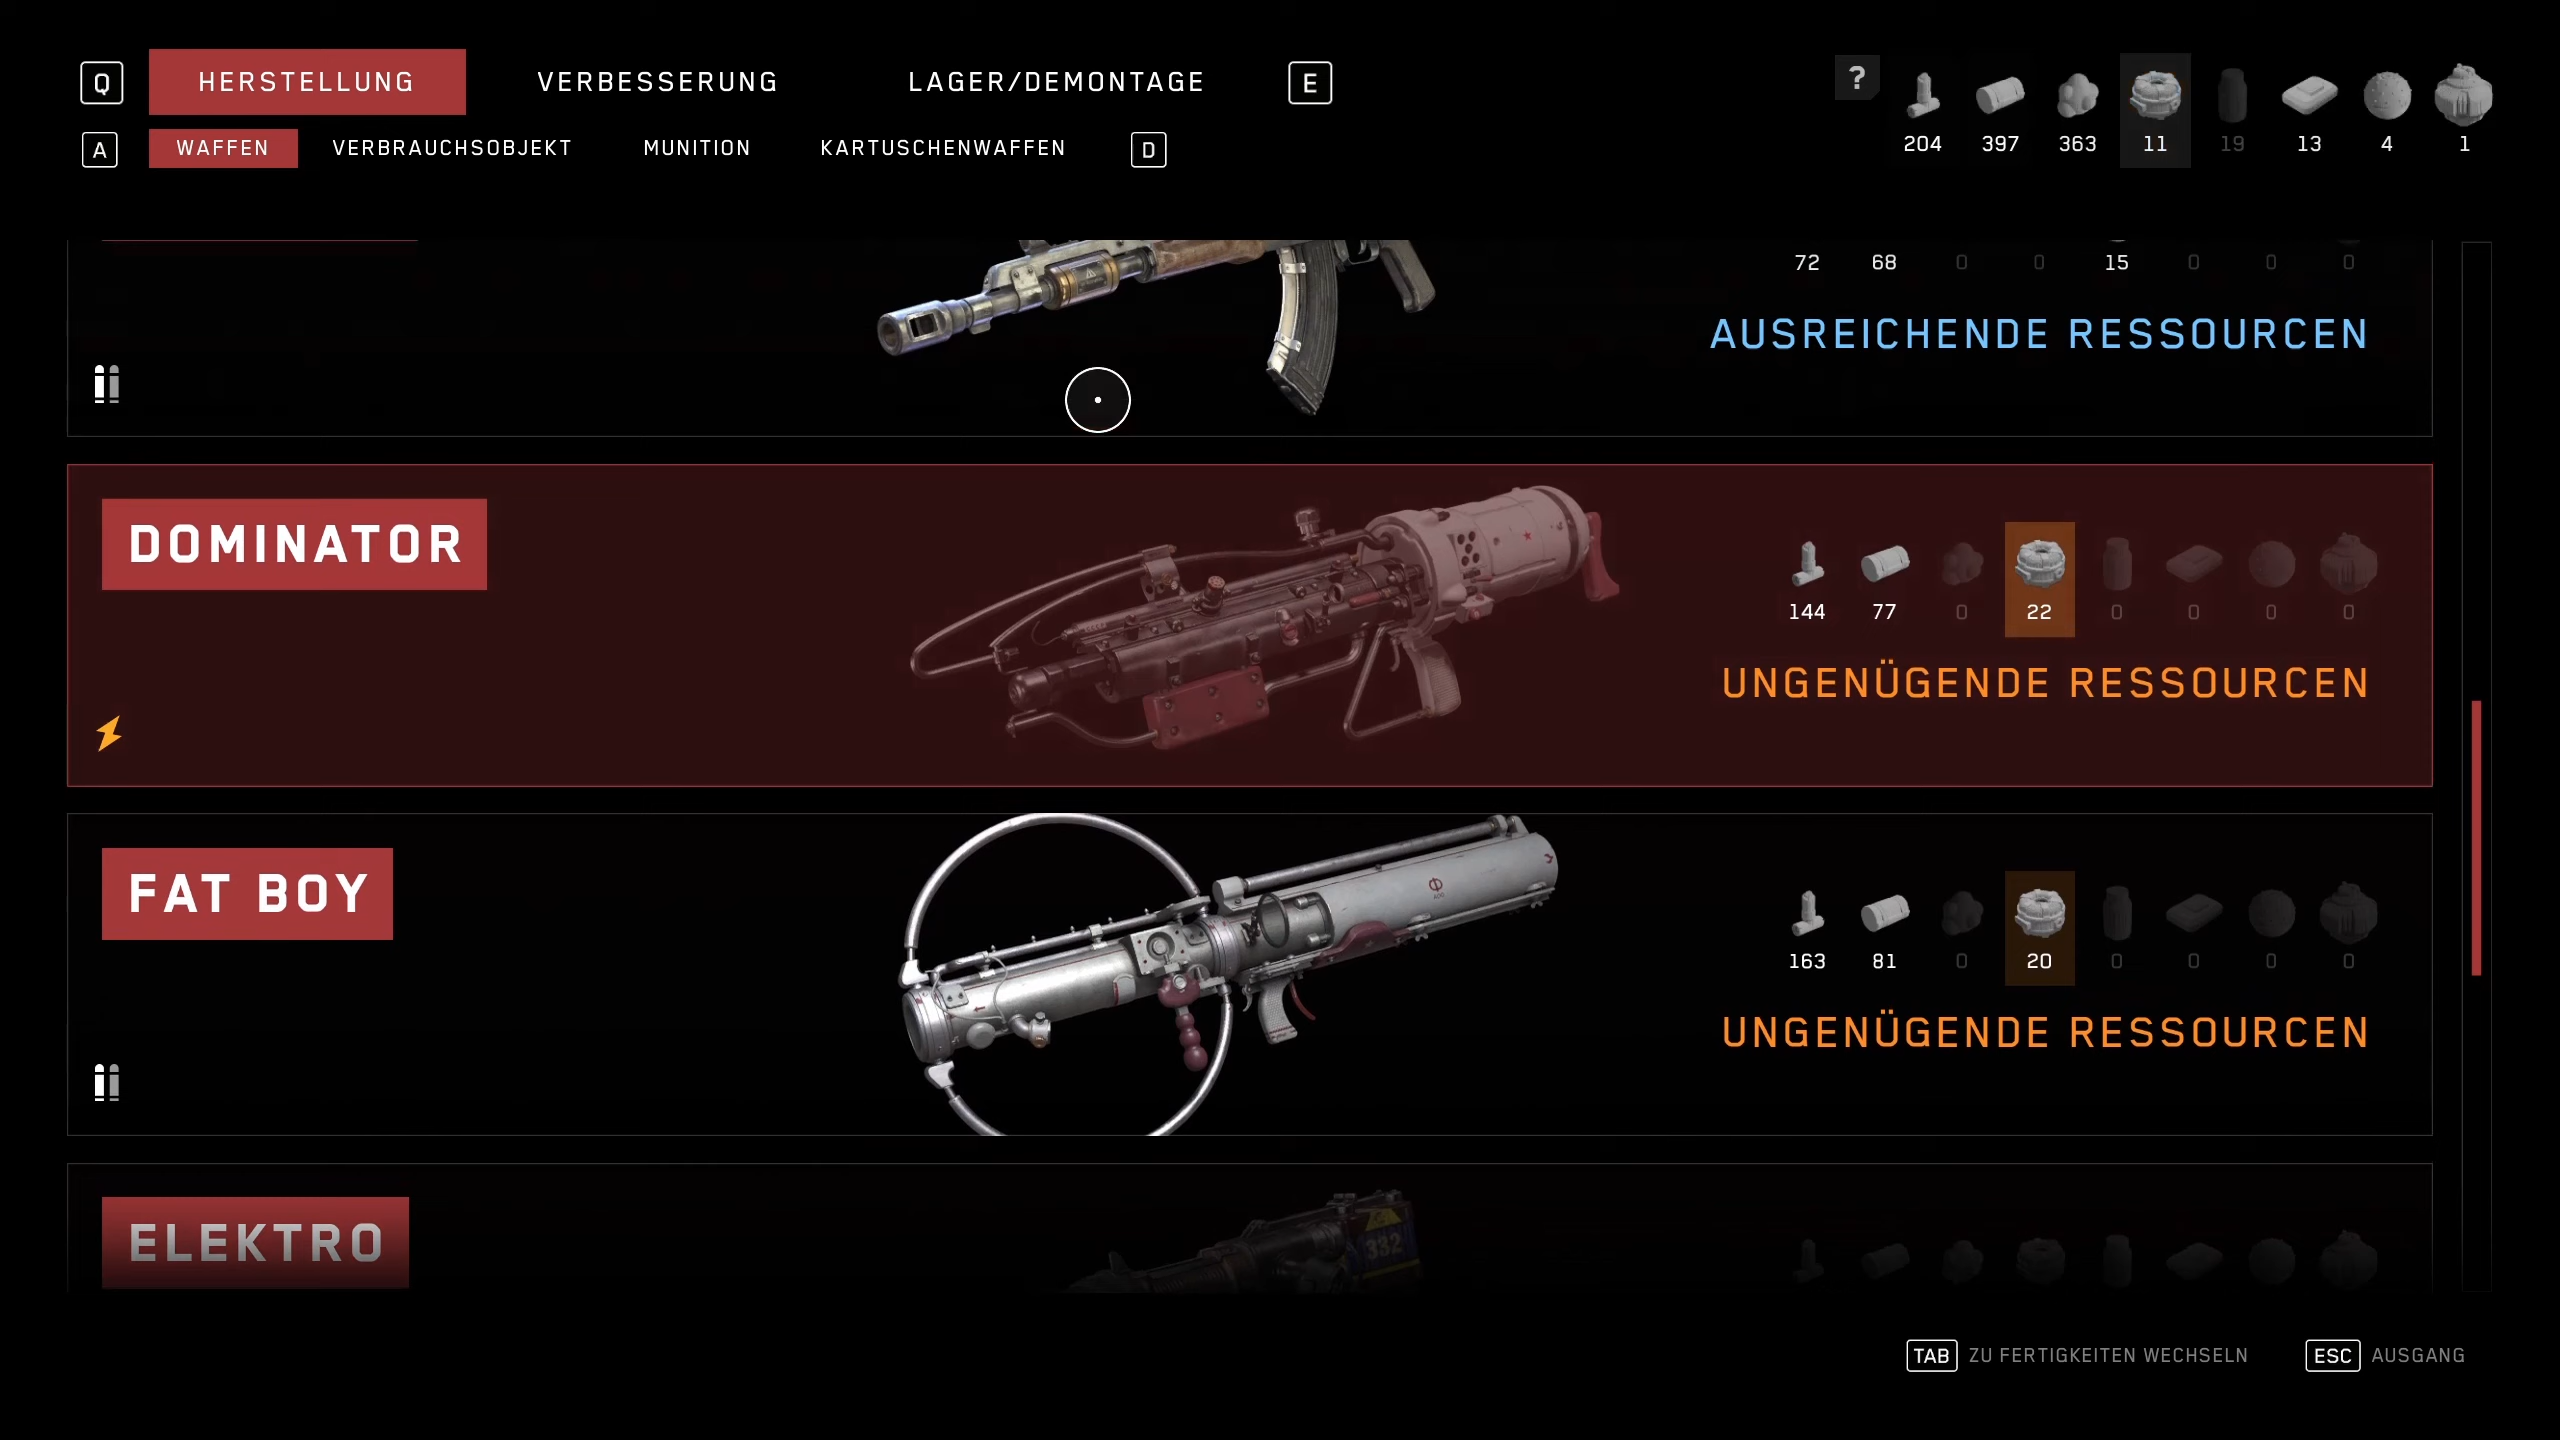 Q HERSTELLUNG VERBESSERUNG LAGER/DEMONTAGE E ?
A WAFFEN VERBRAUCHSOBJEKT MUNITION KARTUSCHENWAFFEN D
204 397 363 11 19 13 4 1
72 68 0 0 15 0 0 0
AUSREICHENDE RESSOURCEN
DOMINATOR
144 77 0 22 0 0 0 0
UNGENÜGENDE RESSOURCEN
FAT BOY
163 81 0 20 0 0 0 0
UNGENÜGENDE RESSOURCEN
ELEKTRO
332
TAB ZU FERTIGKEITEN WECHSELN ESC AUSGANG